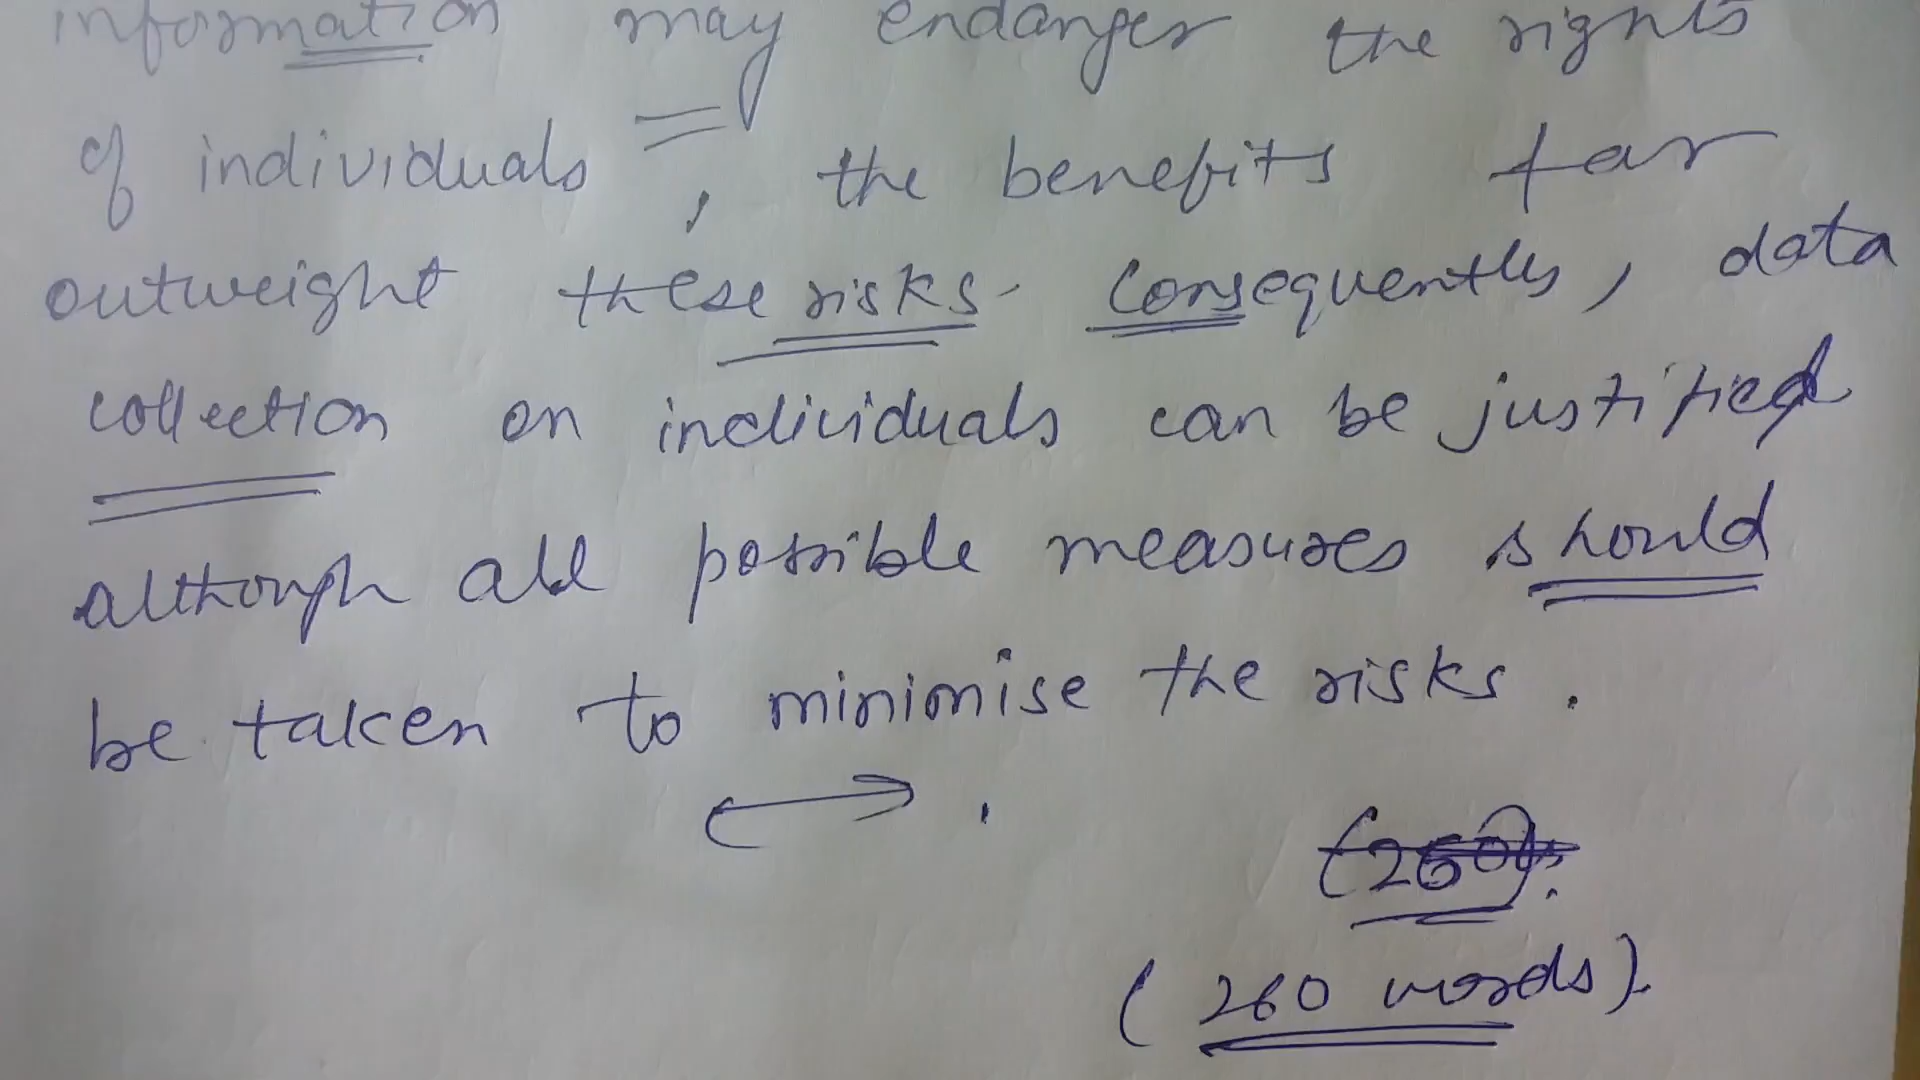 information may endanger the rights
of individuals, the benefits far
outweight these risks. Consequently, data
collection on individuals can be justified
although all possible measures should
be taken to minimise the risks.
(260).
(260 words).